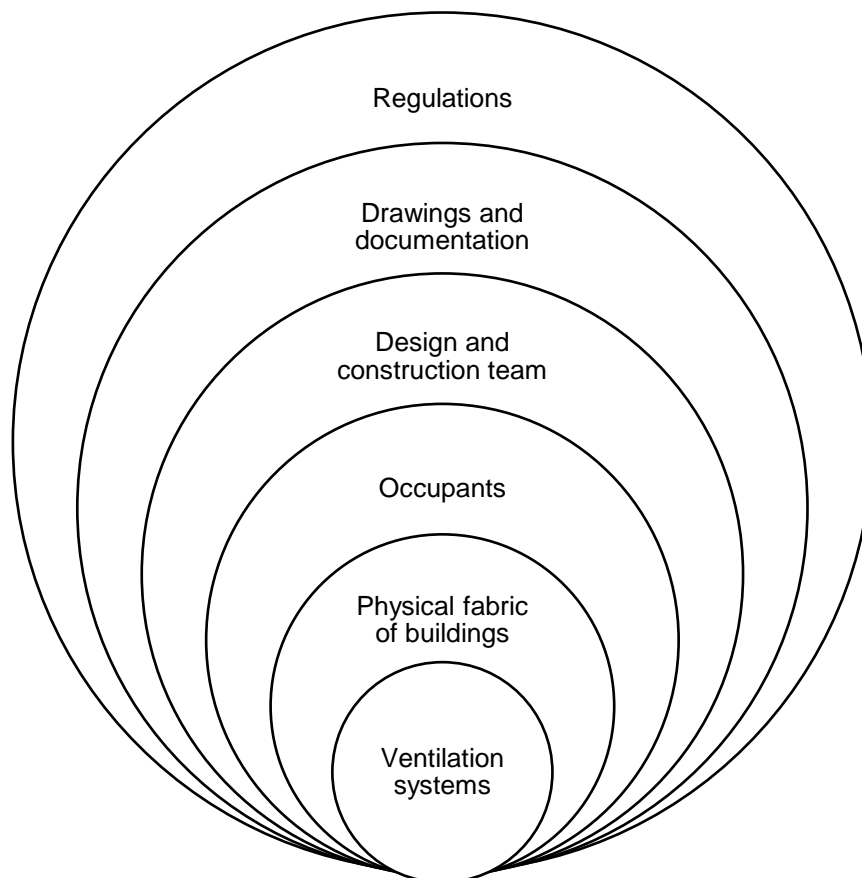 Regulations
Drawings and
documentation
Design and
construction team
Occupants
Physical fabric
of buildings
Ventilation
systems